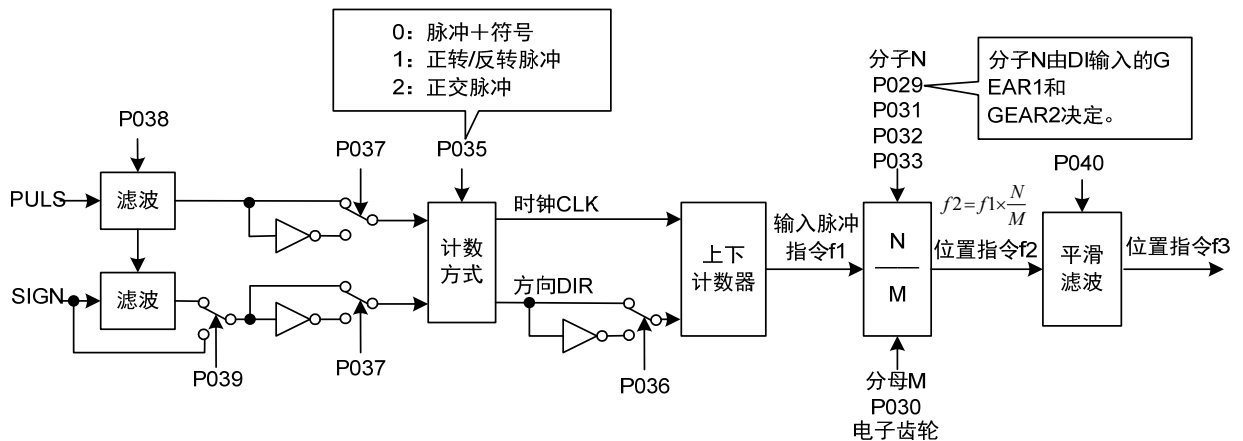 0：脉冲＋符号
1：正转/反转脉冲
2：正交脉冲
分子N
P029
P031
P032
P033
分子N由DI输入的G
EAR1和
GEAR2决定。
P038
P037
P035
P040
PULS
滤波
时钟CLK
输入脉冲
指令f1
f2=f1×N/M
N
M
位置指令f2
平滑
滤波
位置指令f3
计数
方式
上下
计数器
SIGN
滤波
方向DIR
P039
P037
P036
分母M
P030
电子齿轮